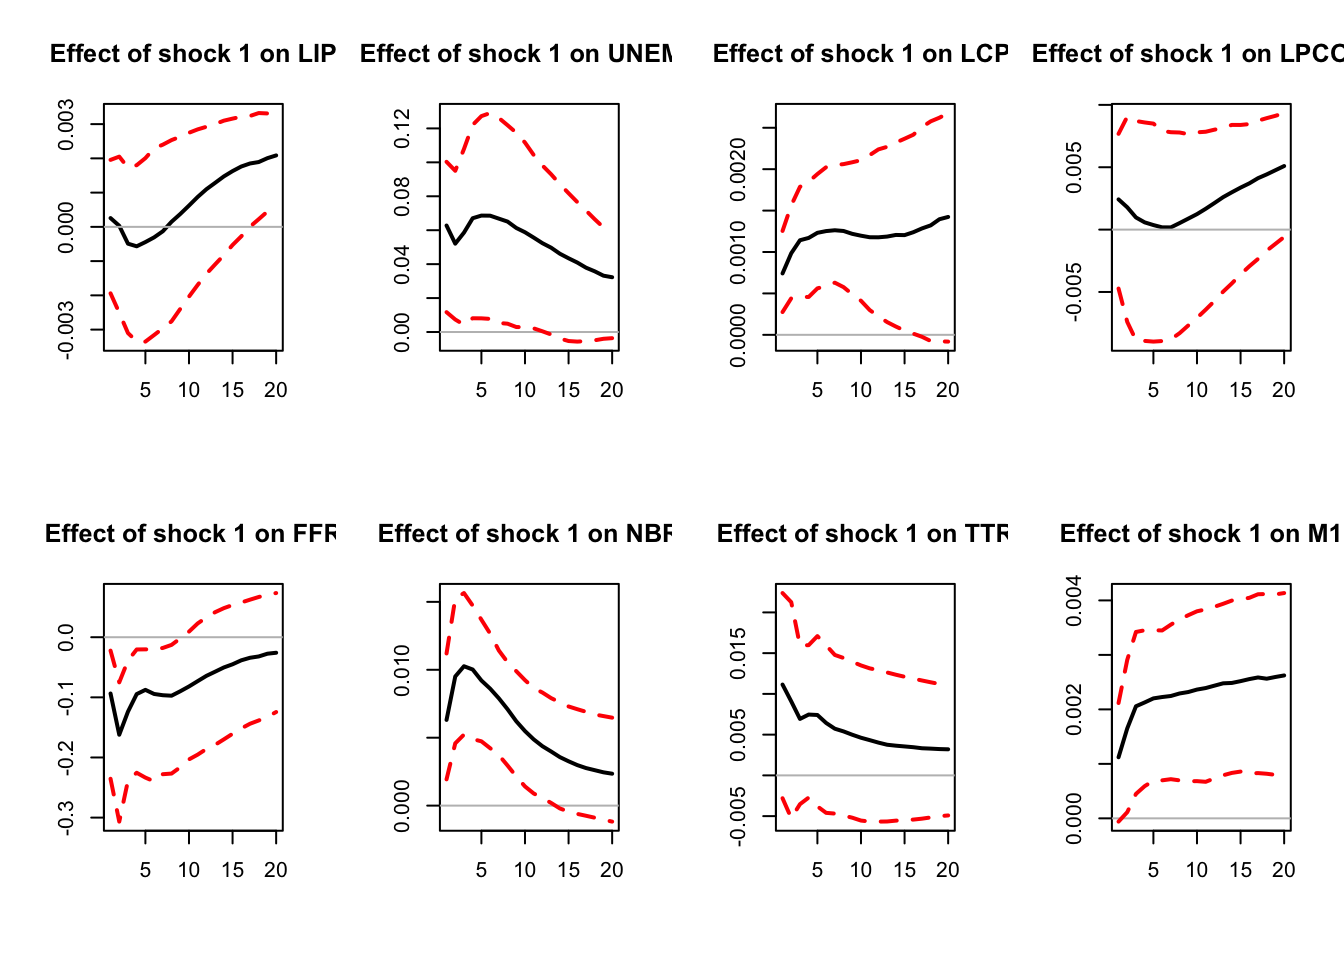 Effect of shock 1 on LIP
Effect of shock 1 on UNEM
Effect of shock 1 on LCP
Effect of shock 1 on LPCO
0.003
0.000
-0.003
5 10 15 20
0.12
0.08
0.04
0.00
5 10 15 20
0.0020
0.0010
0.0000
5 10 15 20
0.005
-0.005
5 10 15 20
Effect of shock 1 on FFR
Effect of shock 1 on NBR
Effect of shock 1 on TTR
Effect of shock 1 on M1
0.0
-0.1
-0.2
-0.3
5 10 15 20
0.010
0.000
5 10 15 20
0.015
0.005
-0.005
5 10 15 20
0.004
0.002
0.000
5 10 15 20